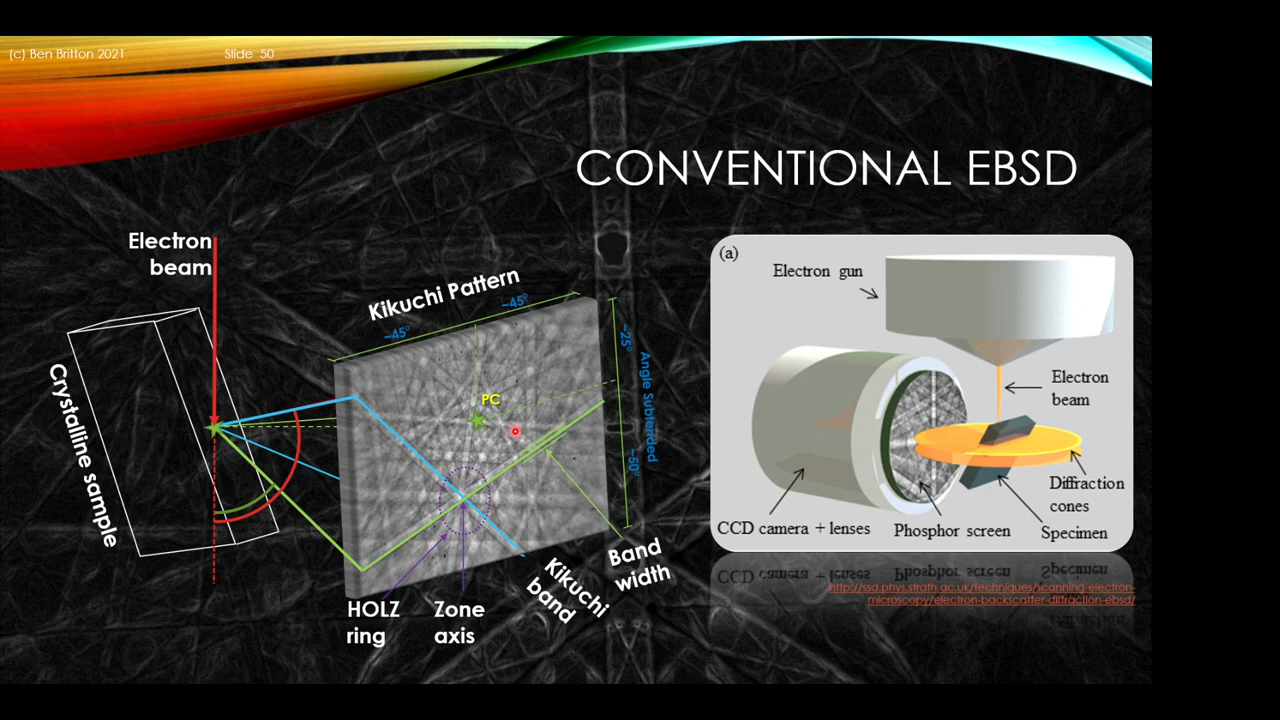 (c) Ben Britton 2021
Slide 50
CONVENTIONAL EBSD
Electron
beam
Crystalline sample
Kikuchi Pattern
~45°
~45°
~25°
Angle Subtended
~50°
PC
HOLZ
ring
Zone
axis
Kikuchi
band
Band
width
(a)
Electron gun
Electron
beam
Diffraction
cones
CCD camera + lenses
Phosphor screen
Specimen
http://ssd.phys.strath.ac.uk/techniques/scanning-electron-
microscopy/electron-backscatter-diffraction-ebsd/